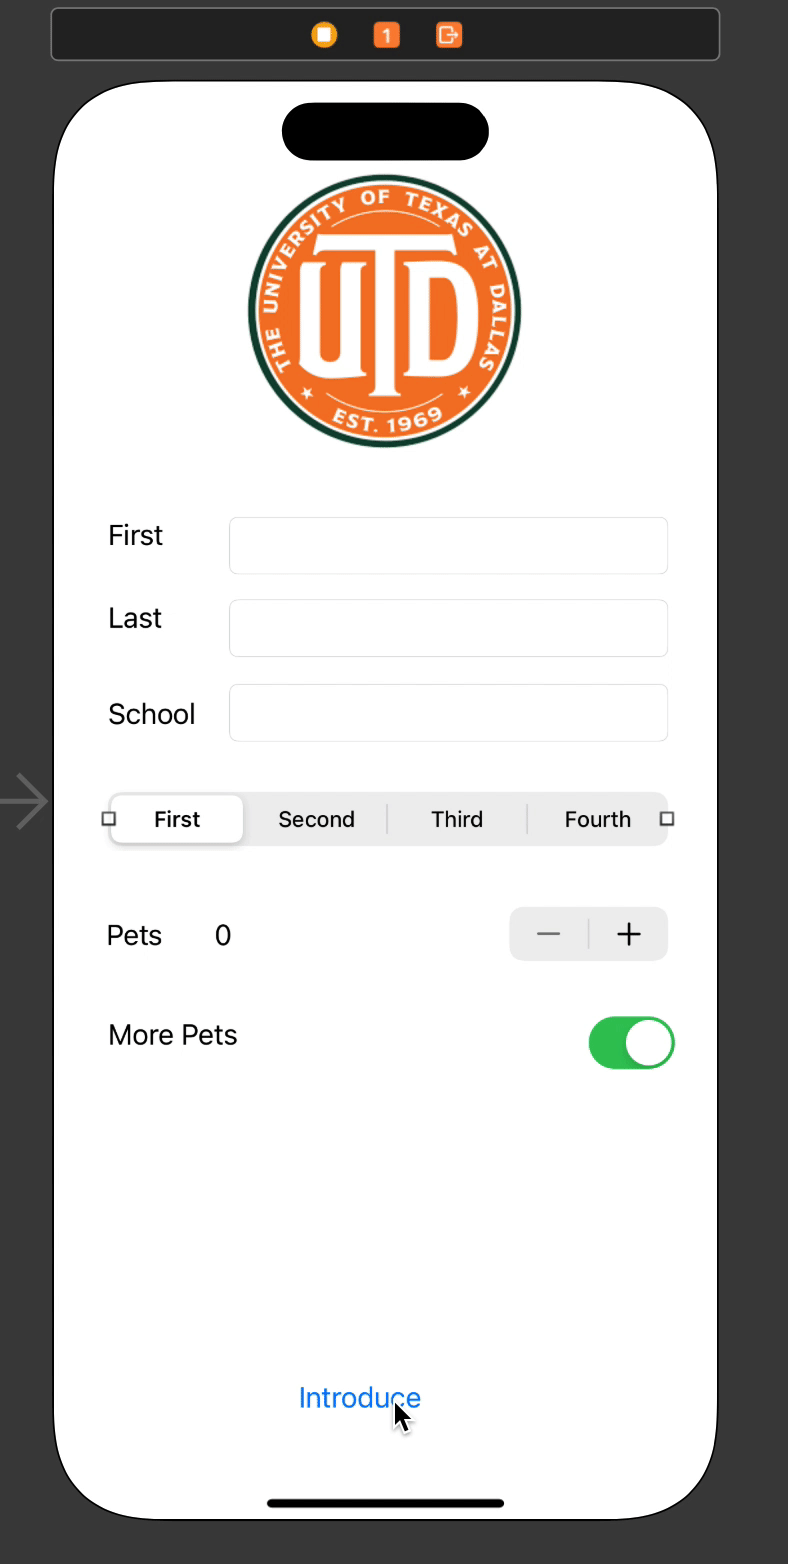 1
THE UNIVERSITY OF TEXAS AT DALLAS
UTD
EST. 1969
First
Last
School
First Second Third Fourth
Pets 0
More Pets
Introduce